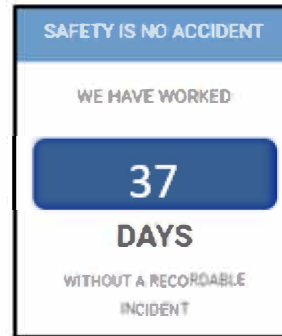 SAFETY IS NO ACCIDENT
WE HAVE WORKED
37
DAYS
WITHOUT A RECORDABLE
INCIDENT